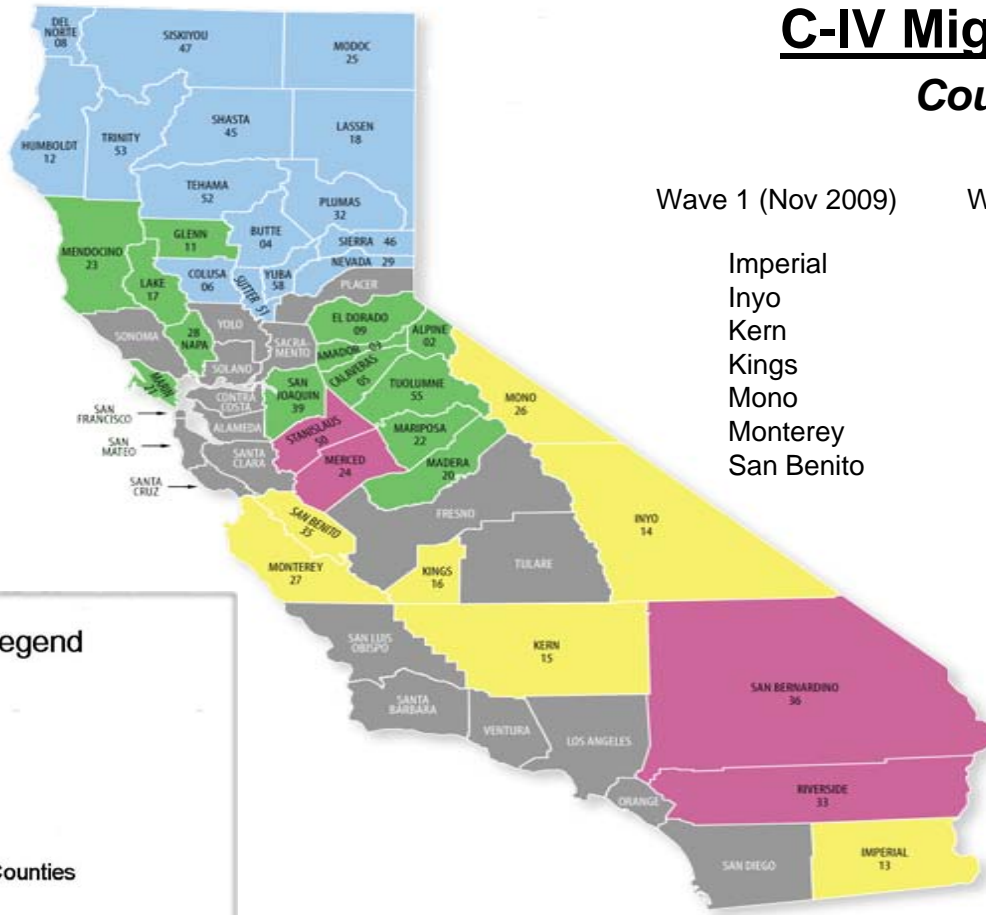 C-IV Mig
Cou
Wave 1 (Nov 2009) W
Imperial
Inyo
Kern
Kings
Mono
Monterey
San Benito
DEL
NORTE
08
SISKIYOU
47
MODOC
25
HUMBOLDT
12
TRINITY
53
SHASTA
45
LASSEN
18
TEHAMA
52
PLUMAS
32
MENDOCINO
23
GLENN
11
BUTTE
04
SIERRA 46
NEVADA 29
PLACER
LAKE
17
COLUSA
06
SUTTER 51
YUBA
58
SONOMA
28
NAPA
YOLO
SACRA-
MENTO
EL DORADO
09
ALPINE
02
AMADOR 03
CALAVERAS
05
SOLANO
MARIN
21
CONTRA
COSTA
SAN
JOAQUIN
39
TUOLUMNE
55
MONO
26
SAN
FRANCISCO
ALAMEDA
STANISLAUS
50
MARIPOSA
22
SAN
MATEO
SANTA
CLARA
MERCED
24
MADERA
20
SANTA
CRUZ
FRESNO
SAN BENITO
35
INYO
14
MONTEREY
27
KINGS
16
TULARE
SAN LUIS
OBISPO
KERN
15
SANTA
BARBARA
VENTURA
LOS ANGELES
SAN BERNARDINO
36
ORANGE
RIVERSIDE
33
SAN DIEGO
IMPERIAL
13
egend
Counties